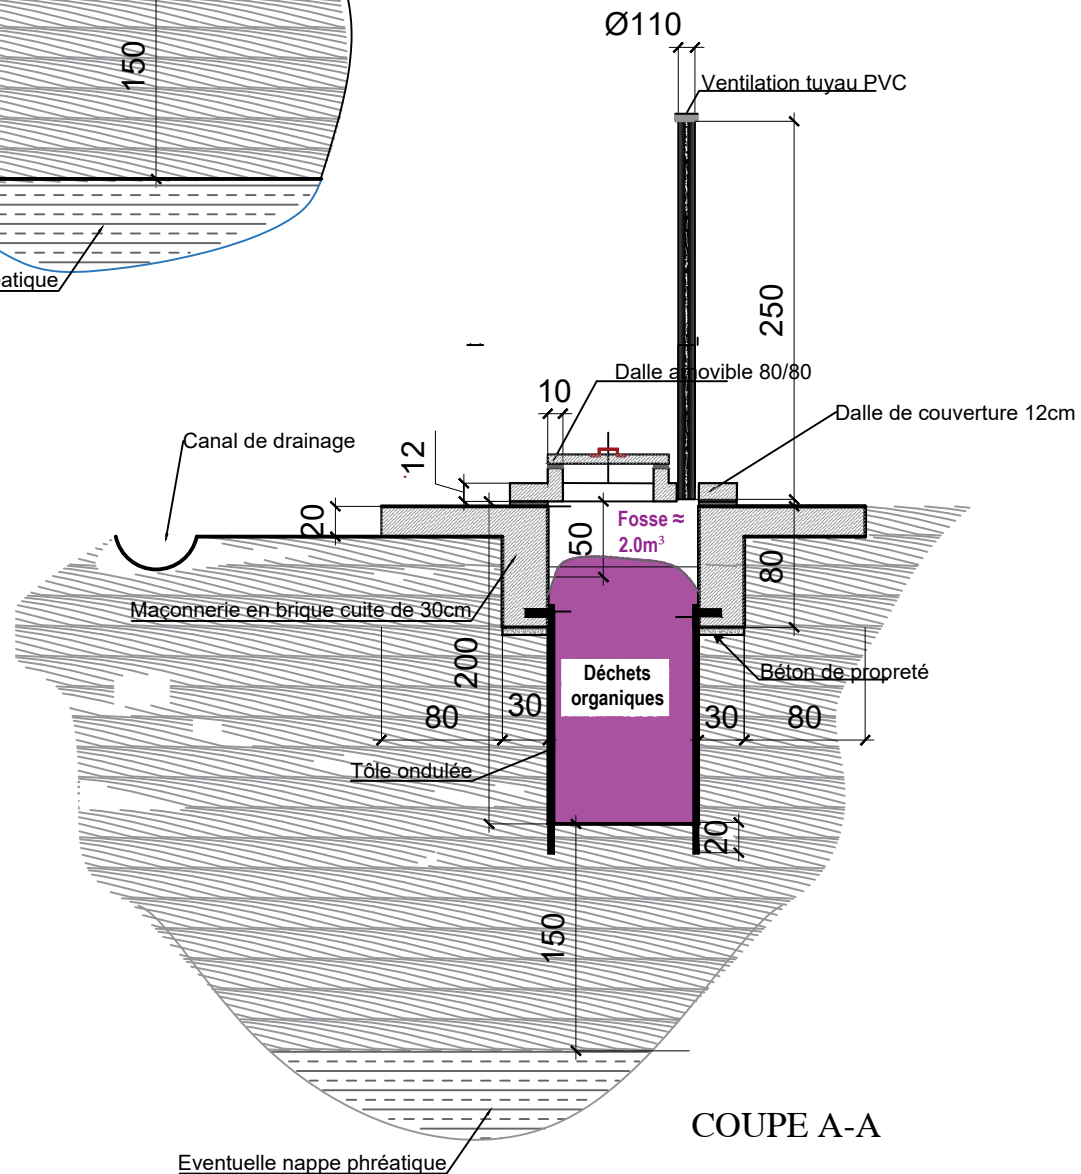 Ø110
Ventilation tuyau PVC
150
atique
250
Dalle amovible 80/80
10
Dalle de couverture 12cm
Canal de drainage
12
20
Fosse ≈
2.0m³
50
80
Maçonnerie en brique cuite de 30cm
200
Déchets
organiques
Béton de propreté
80
30
30
80
Tôle ondulée
20
150
COUPE A-A
Eventuelle nappe phréatique